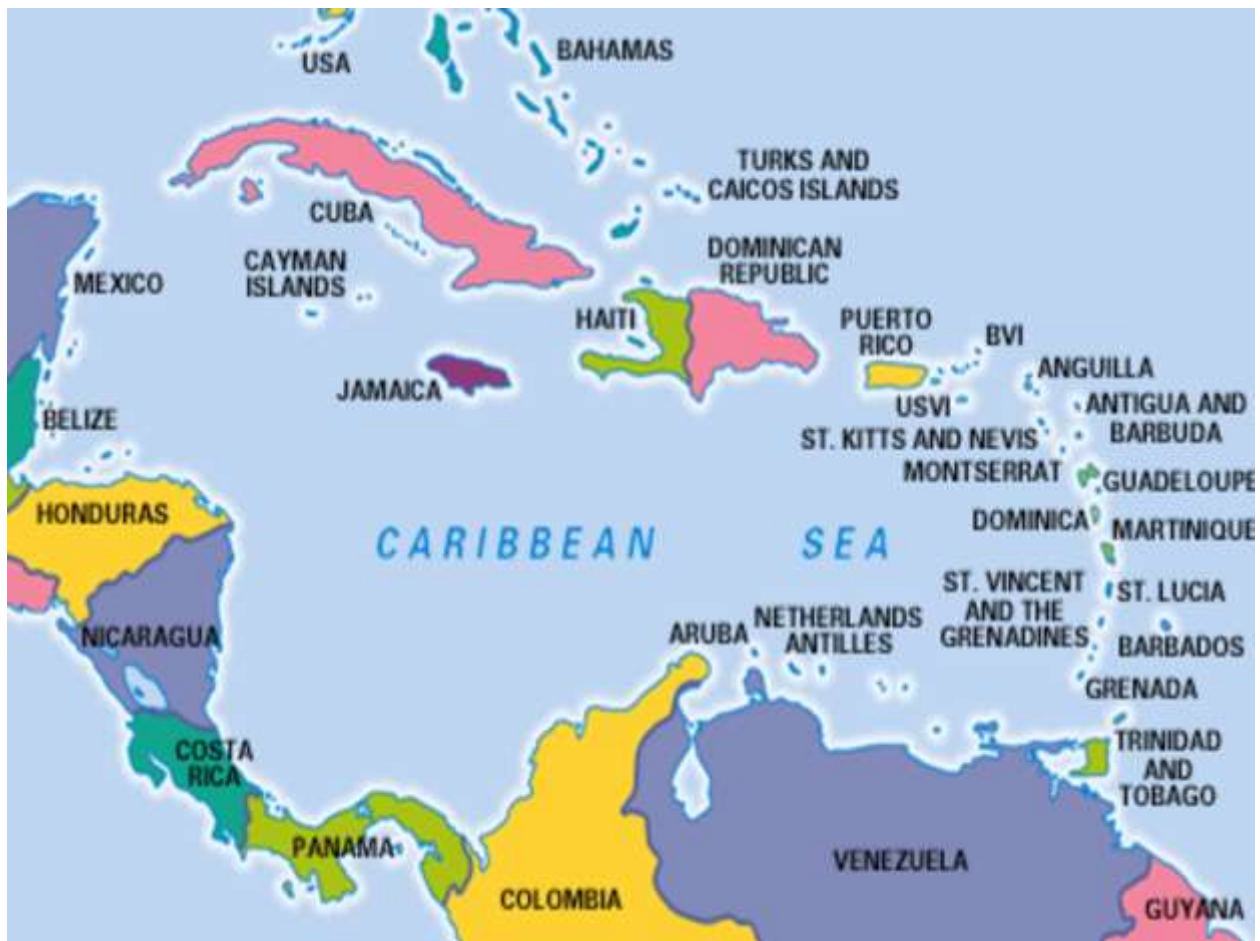 USA
BAHAMAS
TURKS AND
CAICOS ISLANDS
CUBA
CAYMAN
ISLANDS
DOMINICAN
REPUBLIC
MEXICO
HAITI
PUERTO
RICO
BVI
JAMAICA
ANGUILLA
USVI
ANTIGUA AND
BARBUDA
BELIZE
ST. KITTS AND NEVIS
MONTSERRAT
GUADELOUPE
HONDURAS
DOMINICA
MARTINIQUE
CARIBBEAN SEA
ST. VINCENT
AND THE
GRENADINES
ST. LUCIA
NICARAGUA
ARUBA
NETHERLANDS
ANTILLES
BARBADOS
GRENADA
COSTA
RICA
TRINIDAD
AND
TOBAGO
PANAMA
VENEZUELA
COLOMBIA
GUYANA